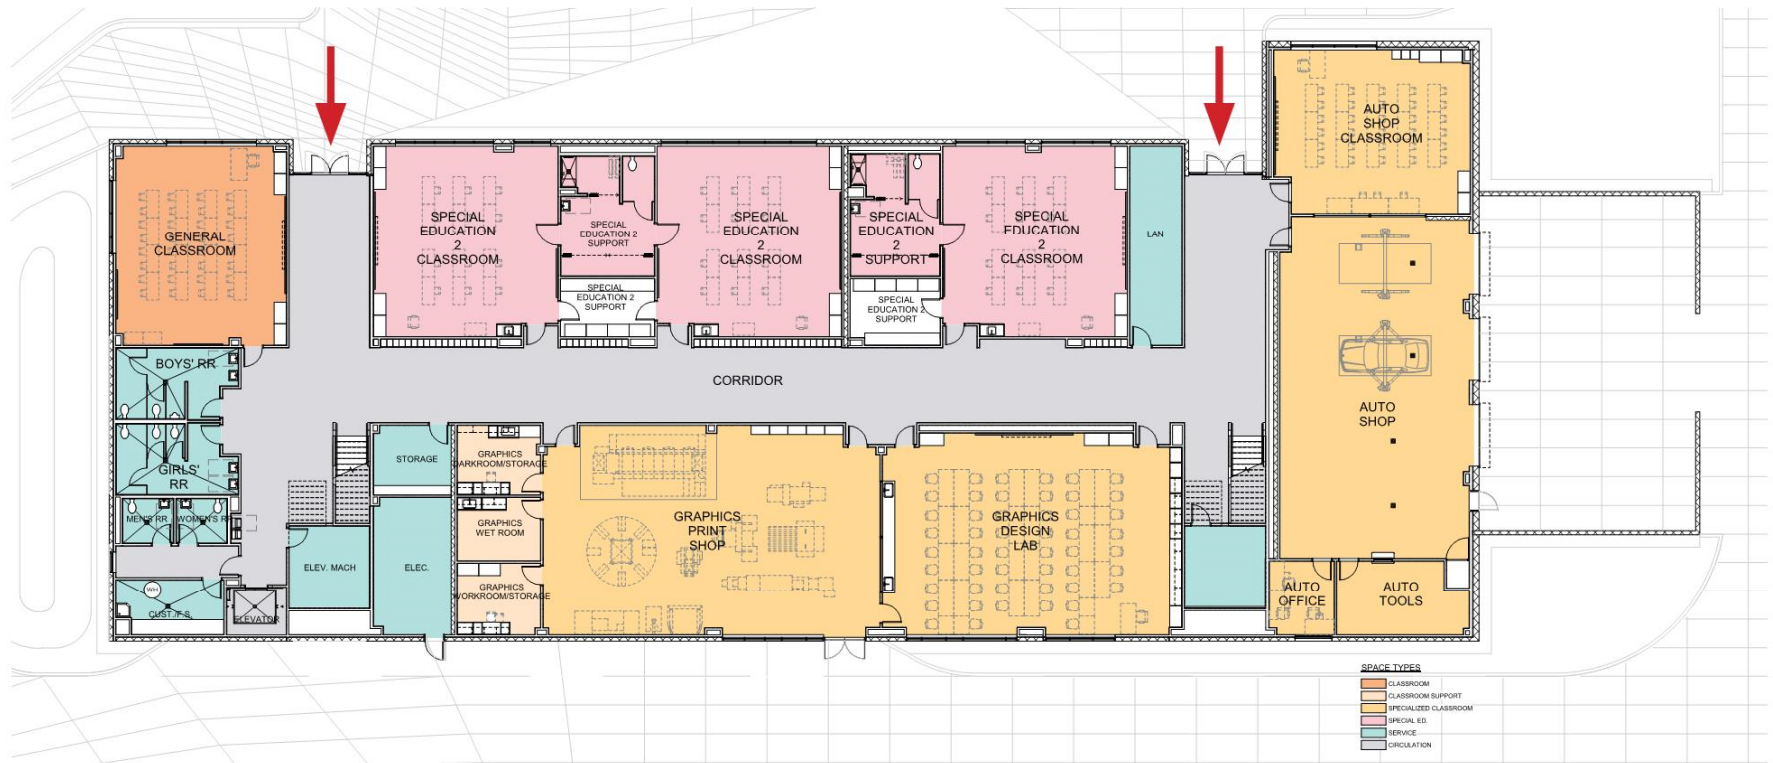 AUTO
SHOP
CLASSROOM
GENERAL
CLASSROOM
SPECIAL
EDUCATION
2
CLASSROOM
SPECIAL
EDUCATION 2
SUPPORT
SPECIAL
EDUCATION 2
SUPPORT
SPECIAL
EDUCATION
2
CLASSROOM
SPECIAL
EDUCATION
2
SUPPORT
SPECIAL
EDUCATION 2
SUPPORT
SPECIAL
EDUCATION
2
CLASSROOM
LAN
BOYS' RR
CORRIDOR
AUTO
SHOP
GIRLS'
RR
STORAGE
GRAPHICS
DARKROOM/STORAGE
MEN'S RR
WOMEN'S RR
GRAPHICS
WET ROOM
GRAPHICS
PRINT
SHOP
GRAPHICS
DESIGN
LAB
ELEV. MACH
ELEC.
GRAPHICS
WORKROOM/STORAGE
WH
CUST./F.S.
ELEVATOR
AUTO
OFFICE
AUTO
TOOLS
SPACE TYPES
CLASSROOM
CLASSROOM SUPPORT
SPECIALIZED CLASSROOM
SPECIAL ED.
SERVICE
CIRCULATION